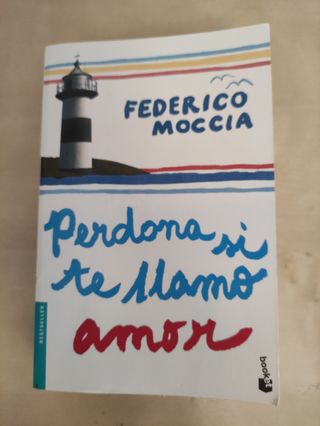 FEDERICO
MOCCIA
Perdona si
te llamo
amor
BESTSELLER
booket